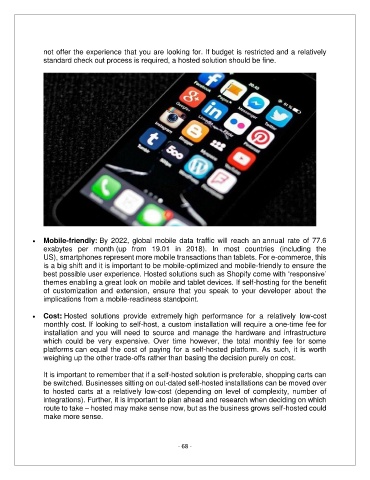 not offer the experience that you are looking for. If budget is restricted and a relatively
standard check out process is required, a hosted solution should be fine.
Facebook
Google+
LinkedIn
Messenger
Twitter
Instagram
Blogger
Flickr
Pinterest
Tumblr
• Mobile-friendly: By 2022, global mobile data traffic will reach an annual rate of 77.6
exabytes per month (up from 19.01 in 2018). In most countries (including the
US), smartphones represent more mobile transactions than tablets. For e-commerce, this
is a big shift and it is important to be mobile-optimized and mobile-friendly to ensure the
best possible user experience. Hosted solutions such as Shopify come with ‘responsive’
themes enabling a great look on mobile and tablet devices. If self-hosting for the benefit
of customization and extension, ensure that you speak to your developer about the
implications from a mobile-readiness standpoint.
• Cost: Hosted solutions provide extremely high performance for a relatively low-cost
monthly cost. If looking to self-host, a custom installation will require a one-time fee for
installation and you will need to source and manage the hardware and infrastructure
which could be very expensive. Over time however, the total monthly fee for some
platforms can equal the cost of paying for a self-hosted platform. As such, it is worth
weighing up the other trade-offs rather than basing the decision purely on cost.
It is important to remember that if a self-hosted solution is preferable, shopping carts can
be switched. Businesses sitting on out-dated self-hosted installations can be moved over
to hosted carts at a relatively low-cost (depending on level of complexity, number of
integrations). Further, it is important to plan ahead and research when deciding on which
route to take – hosted may make sense now, but as the business grows self-hosted could
make more sense.
- 68 -